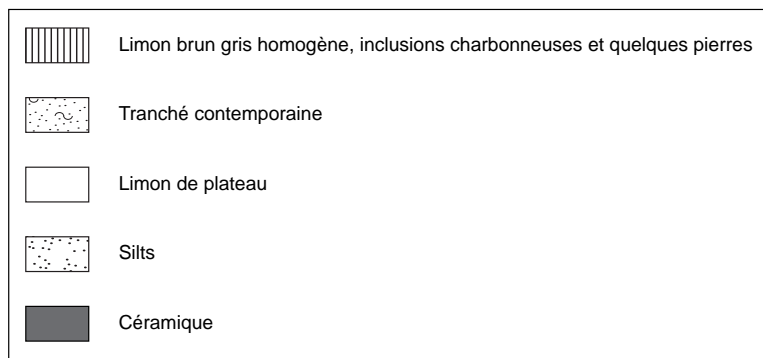 Limon brun gris homogène, inclusions charbonneuses et quelques pierres
Tranché contemporaine
Limon de plateau
Silts
Céramique